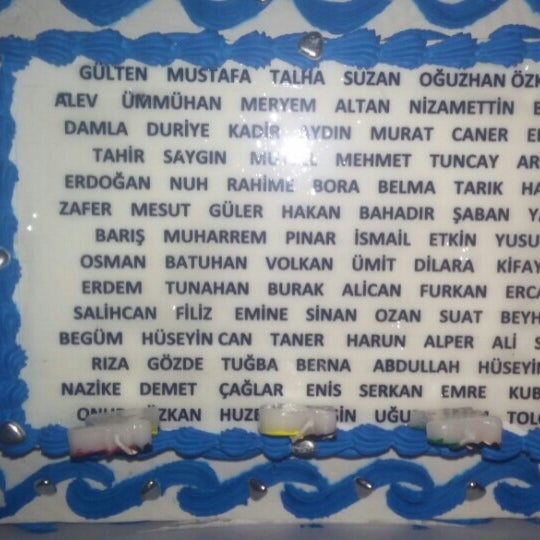 GÜLTEN MUSTAFA TALHA SÜZAN OĞUZHAN
ALEV ÜMMÜHAN MERYEM ALTAN NİZAMETTİN
DAMLA DURİYE KADİR AYDIN MURAT CANER
TAHİR SAYGIN MEHMET TUNCAY
ERDOĞAN NUH RAHİME BORA BELMA TARIK
ZAFER MESUT GÜLER HAKAN BAHADIR ŞABAN
BARIŞ MUHARREM PINAR İSMAİL ETKİN
OSMAN BATUHAN VOLKAN ÜMİT DİLARA
ERDEM TUNAHAN BURAK ALİCAN FURKAN
SALİHCAN FİLİZ EMİNE SİNAN OZAN SUAT
BEGÜM HÜSEYİN CAN TANER HARUN ALPER ALİ
RIZA GÖZDE TUĞBA BERNA ABDULLAH
NAZİKE DEMET ÇAĞLAR ENİS SERKAN EMRE